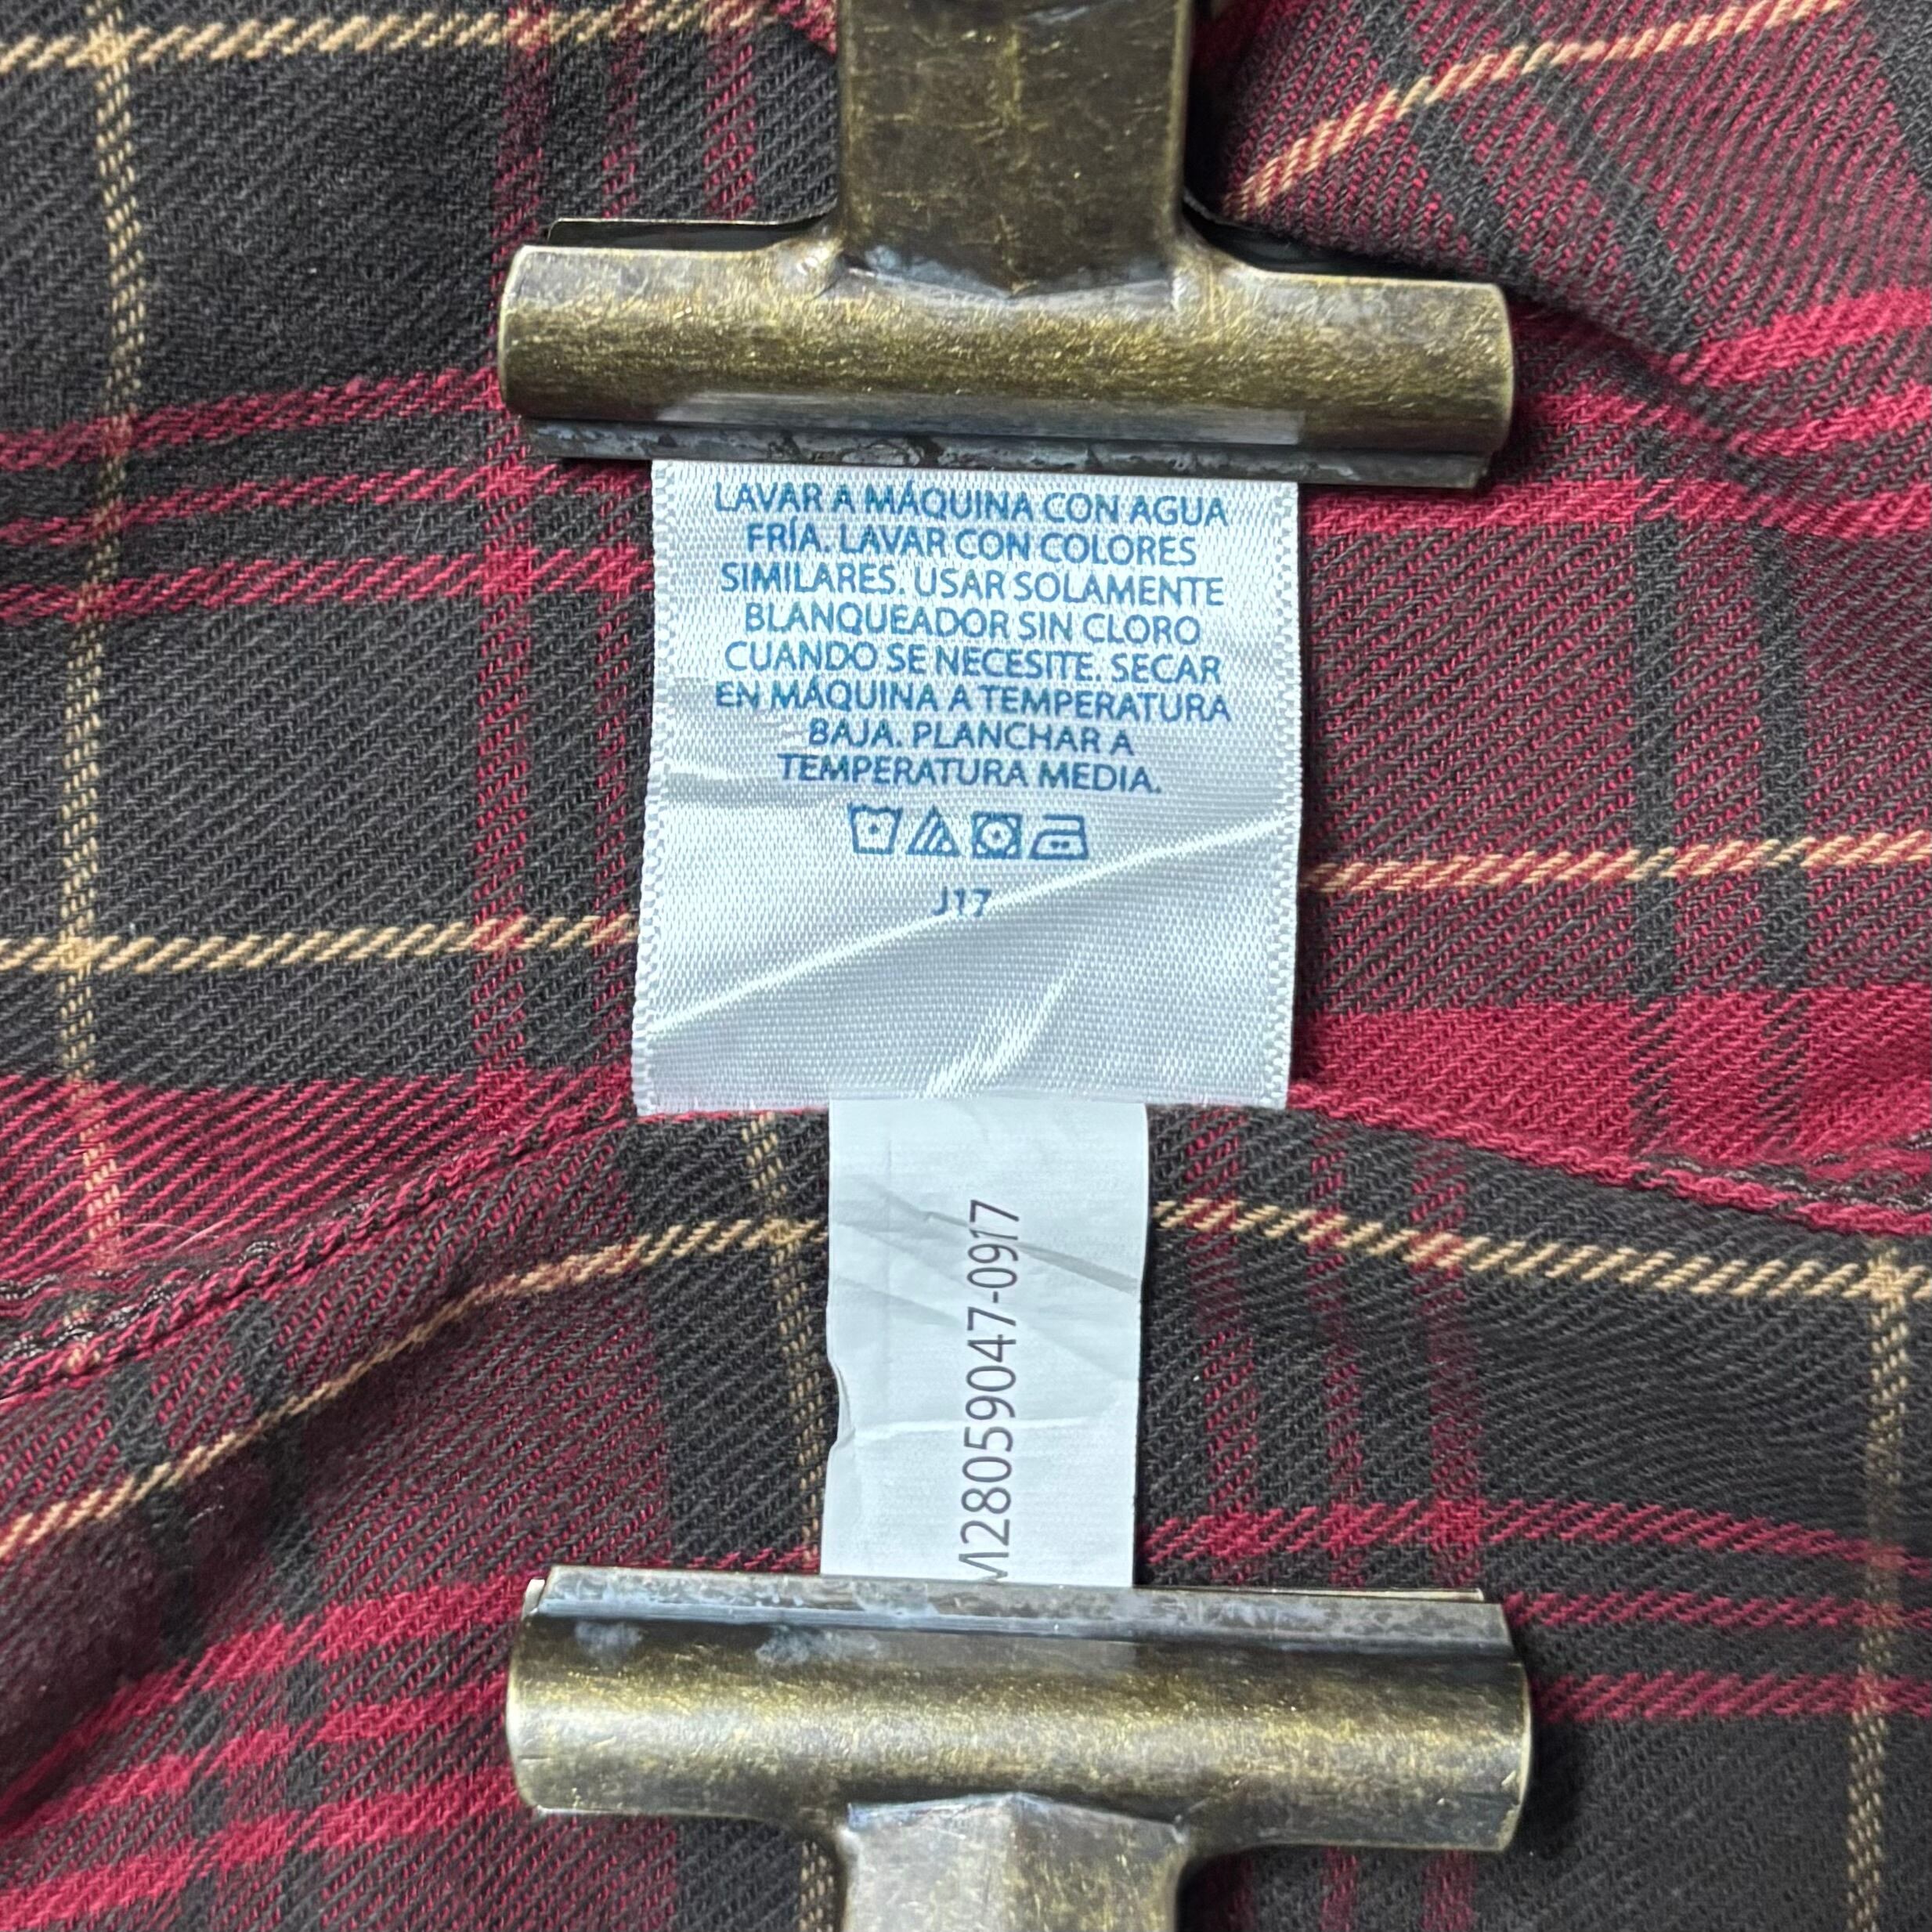 LAVAR A MÁQUINA CON AGUA
FRÍA. LAVAR CON COLORES
SIMILARES. USAR SOLAMENTE
BLANQUEADOR SIN CLORO
CUANDO SE NECESITE. SECAR
EN MÁQUINA A TEMPERATURA
BAJA. PLANCHAR A
TEMPERATURA MEDIA.
J17
M28059047-0917